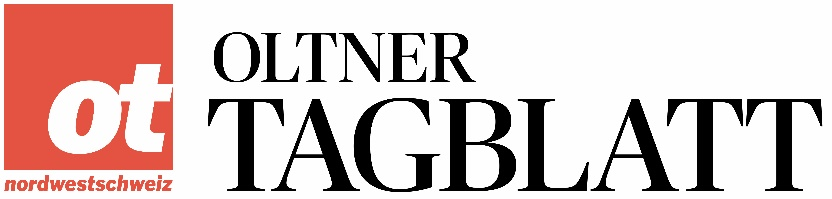 ot
nordwestschweiz
OLTNER
TAGBLATT